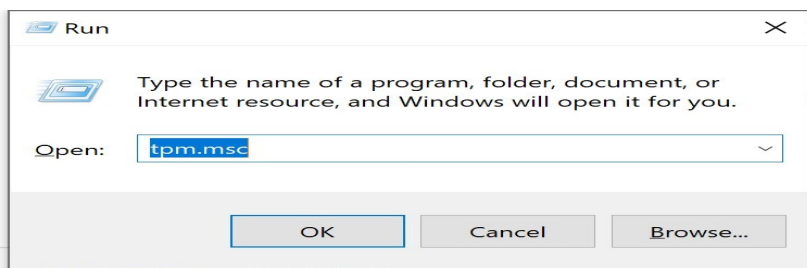 Run
Type the name of a program, folder, document, or
Internet resource, and Windows will open it for you.
Open: tpm.msc
OK Cancel Browse...